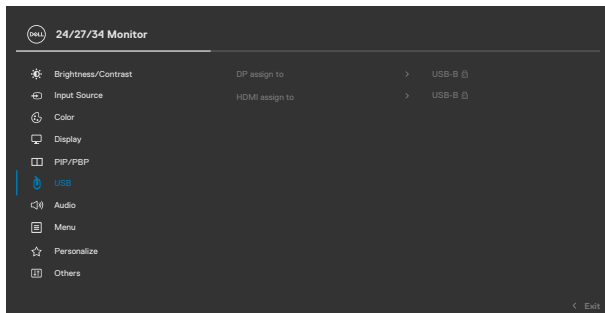 DELL 24/27/34 Monitor
Brightness/Contrast DP assign to > USB-B
Input Source HDMI assign to > USB-B
Color
Display
PIP/PBP
USB
Audio
Menu
Personalize
Others
< Exit